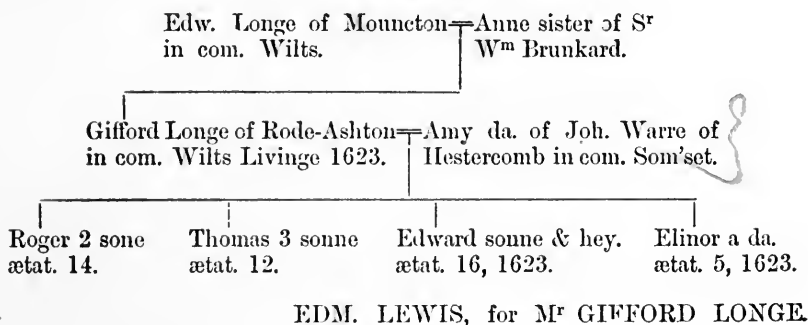 Edw. Longe of Mouncton Anne sister of Sʳ
in com. Wilts. Wᵐ Brunkard.
Gifford Longe of Rode-Ashton Amy da. of Joh. Warre of
in com. Wilts Livinge 1623. Hestercomb in com. Som'set.
Roger 2 sone Thomas 3 sonne Edward sonne & hey. Elinor a da.
ætat. 14. ætat. 12. ætat. 16, 1623. ætat. 5, 1623.
EDM. LEWIS, for Mʳ GIFFORD LONGE.